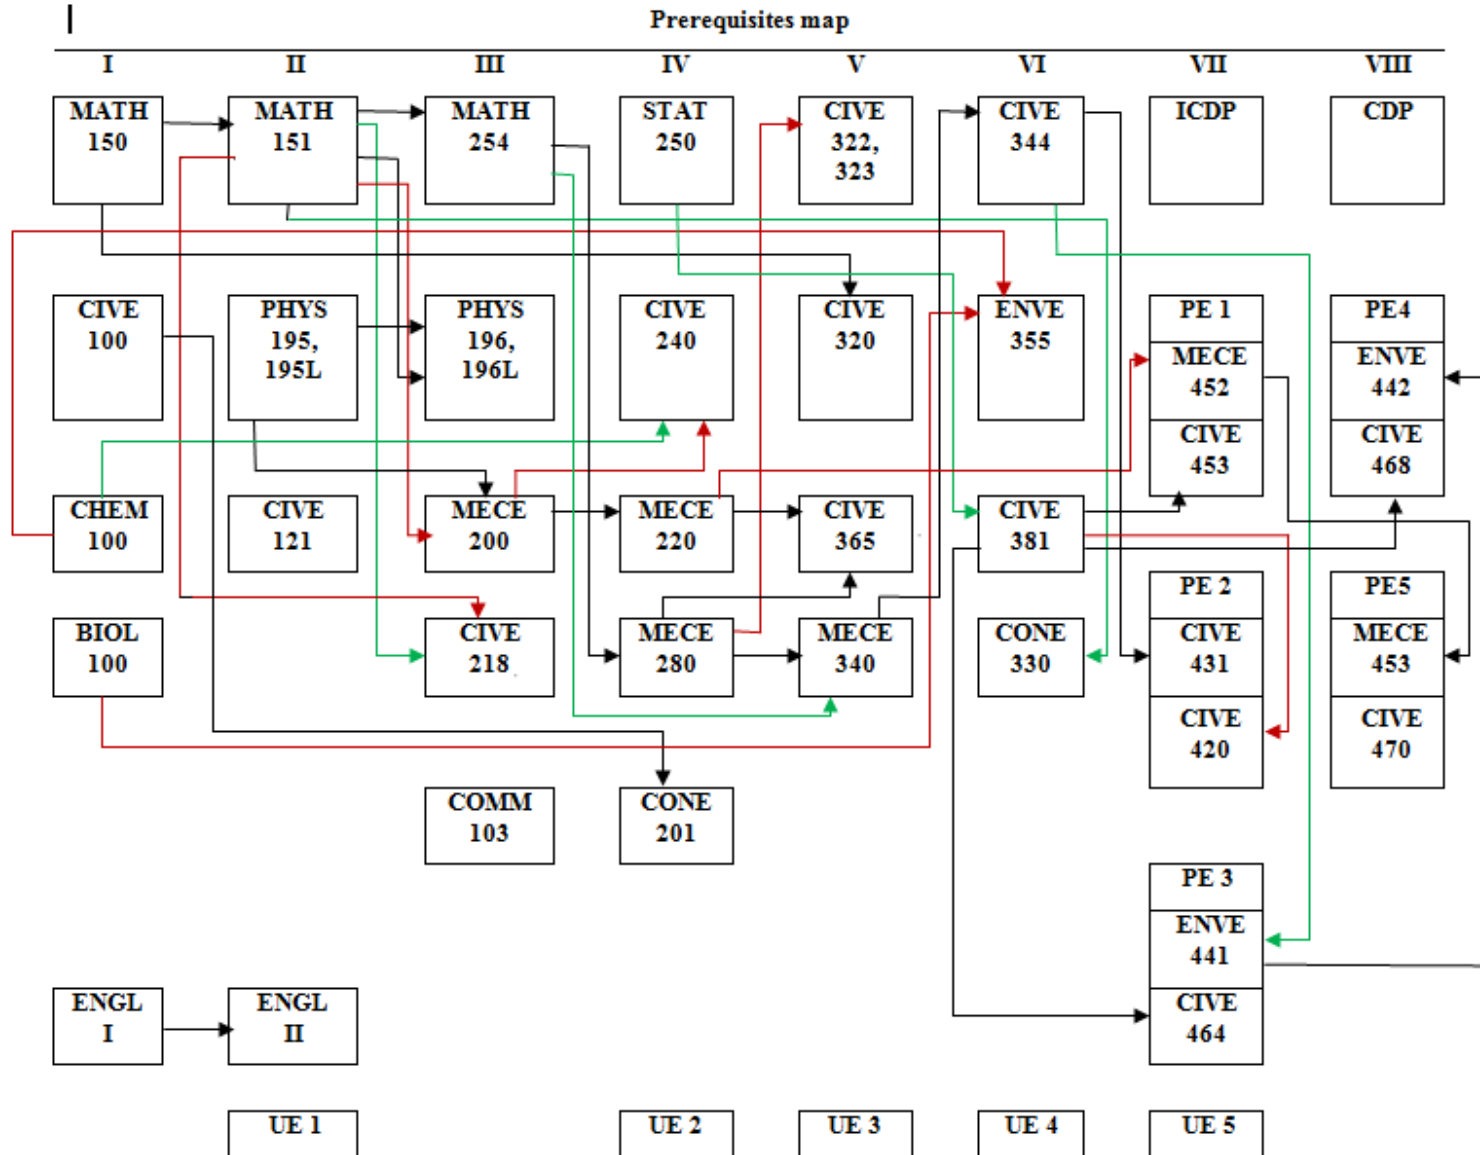 Prerequisites map
I II III IV V VI VII VIII
MATH
150
MATH
151
MATH
254
STAT
250
CIVE
322,
323
CIVE
344
ICDP
CDP
CIVE
100
PHYS
195,
195L
PHYS
196,
196L
CIVE
240
CIVE
320
ENVE
355
PE 1
MECE
452
CIVE
453
PE4
ENVE
442
CIVE
468
CHEM
100
CIVE
121
MECE
200
MECE
220
CIVE
365
CIVE
381
BIOL
100
CIVE
218
MECE
280
MECE
340
CONE
330
PE 2
CIVE
431
CIVE
420
PE5
MECE
453
CIVE
470
COMM
103
CONE
201
PE 3
ENVE
441
CIVE
464
ENGL
I
ENGL
II
UE 1
UE 2
UE 3
UE 4
UE 5